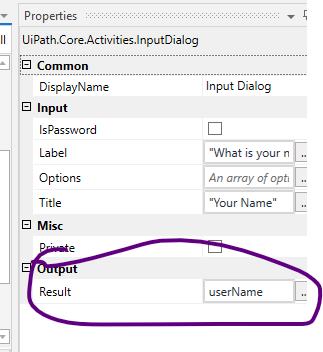 Properties
ll
UiPath.Core.Activities.InputDialog
Common
DisplayName Input Dialog
Input
IsPassword
Label "What is your n ...
Options An array of opti ...
Title "Your Name" ...
Misc
Private
Output
Result userName ...